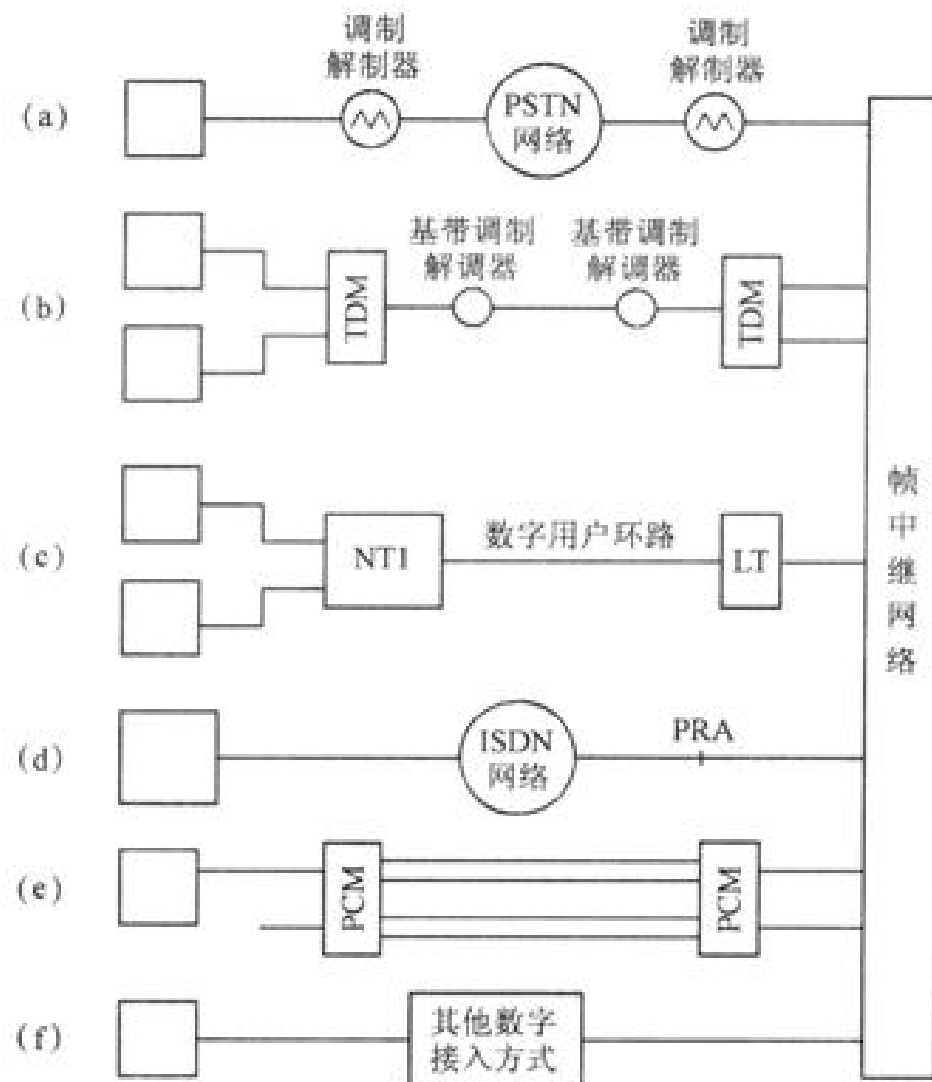 调制
解制器
调制
解制器
(a)
PSTN
网络
基带调制
解调器
基带调制
解调器
(b)
TDM
TDM
(c)
NT1
数字用户环路
LT
帧中继网络
(d)
ISDN
网络
PRA
(e)
PCM
PCM
(f)
其他数字
接入方式